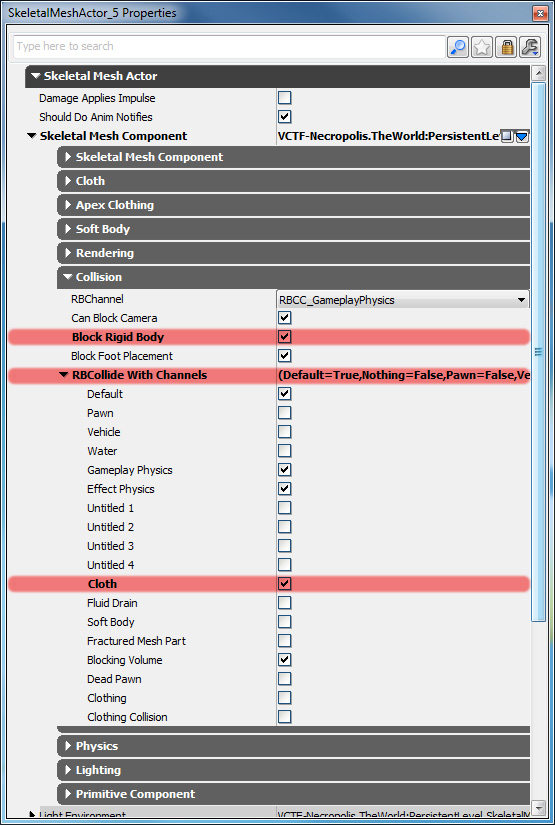 SkeletalMeshActor_5 Properties
Type here to search
Skeletal Mesh Actor
Damage Applies Impulse
Should Do Anim Notifies
Skeletal Mesh Component VCTF-Necropolis.TheWorld:PersistentLev
Skeletal Mesh Component
Cloth
Apex Clothing
Soft Body
Rendering
Collision
RBChannel RBCC_GameplayPhysics
Can Block Camera
Block Rigid Body
Block Foot Placement
RBCollide With Channels (Default=True,Nothing=False,Pawn=False,Ve
Default
Pawn
Vehicle
Water
Gameplay Physics
Effect Physics
Untitled 1
Untitled 2
Untitled 3
Untitled 4
Cloth
Fluid Drain
Soft Body
Fractured Mesh Part
Blocking Volume
Dead Pawn
Clothing
Clothing Collision
Physics
Lighting
Primitive Component
Light Environment VCTF-Necropolis.TheWorld:PersistentLevel.SkeletalM